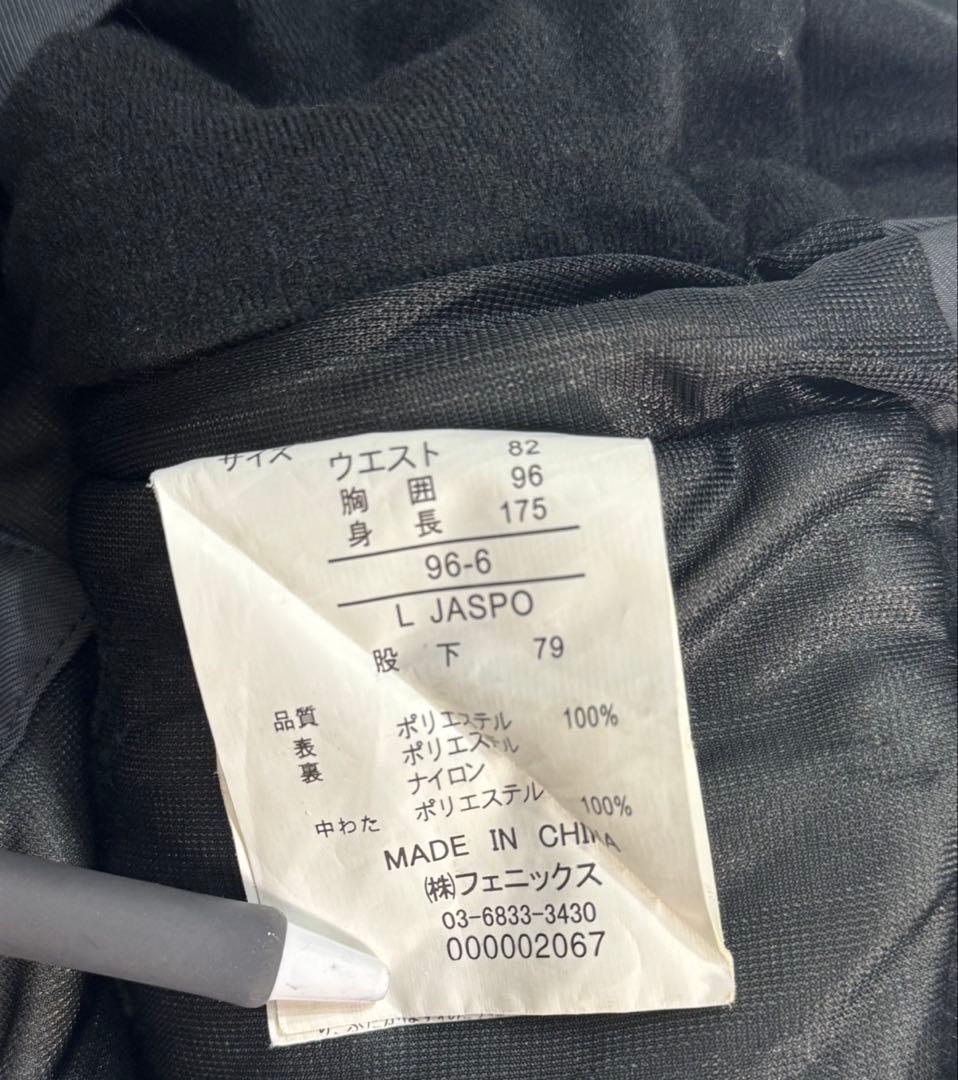 サイズ ウエスト 82
胸囲 96
身長 175
96-6
L JASPO
股下 79
品質
表 ポリエステル 100%
裏 ポリエステル
ナイロン
中わた ポリエステル 100%
MADE IN CHINA
㈱フェニックス
03-6833-3430
000002067